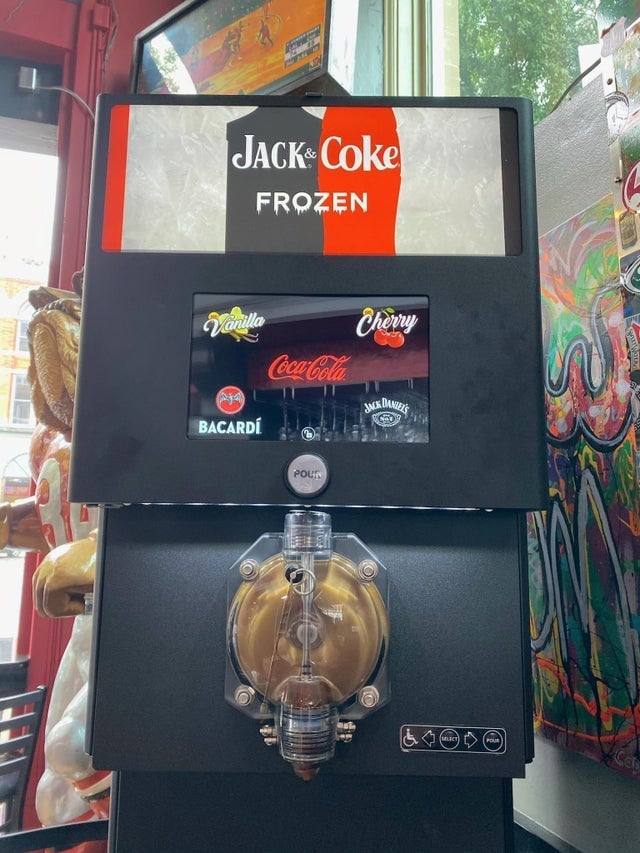 JACK & Coke
FROZEN
Vanilla
Cherry
Coca-Cola
BACARDÍ
JACK DANIEL'S
POUR
SELECT
POUR